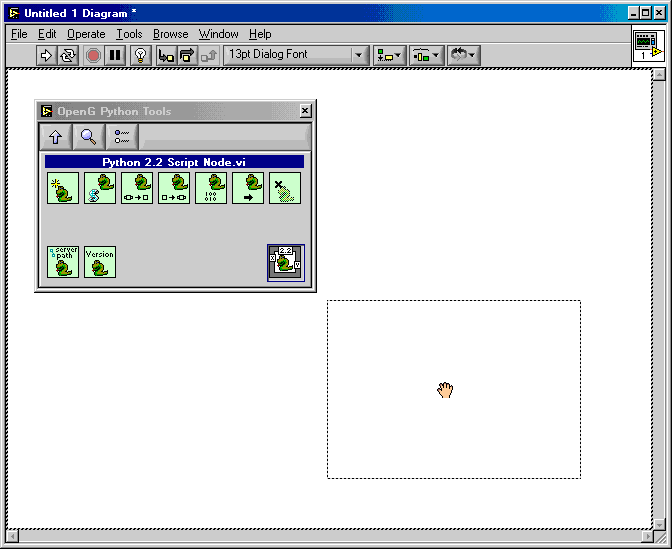 Untitled 1 Diagram *
File Edit Operate Tools Browse Window Help
13pt Dialog Font
1
OpenG Python Tools
Python 2.2 Script Node.vi
010
server
path
Version
2.2
X
Y